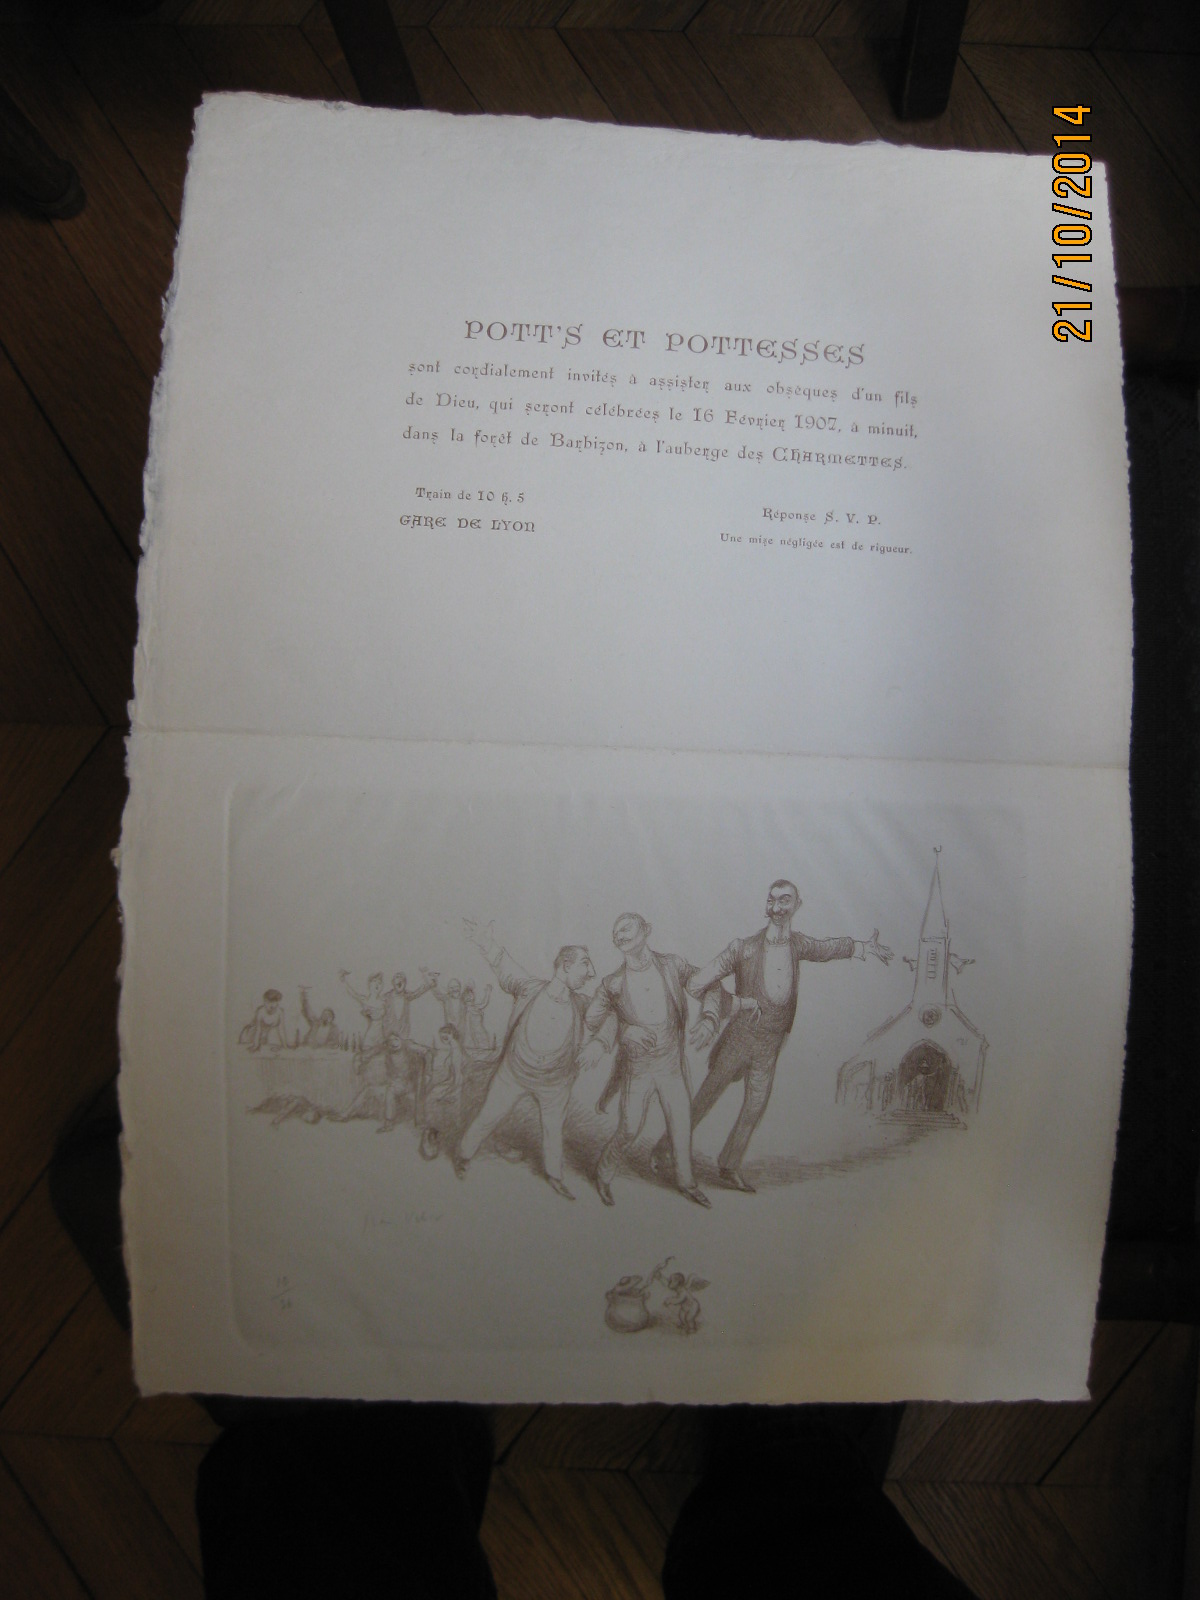 POTT'S ET POTTESSES
sont cordialement invités à assister aux obsèques d'un fils
de Dieu, qui seront célébrées le 16 Février 1907, à minuit,
dans la forêt de Barbizon, à l'auberge des CHARMETTES.
Train de 10 h. 5
GARE DE LYON
Réponse S. V. P.
Une mise négligée est de rigueur.
21/10/2014